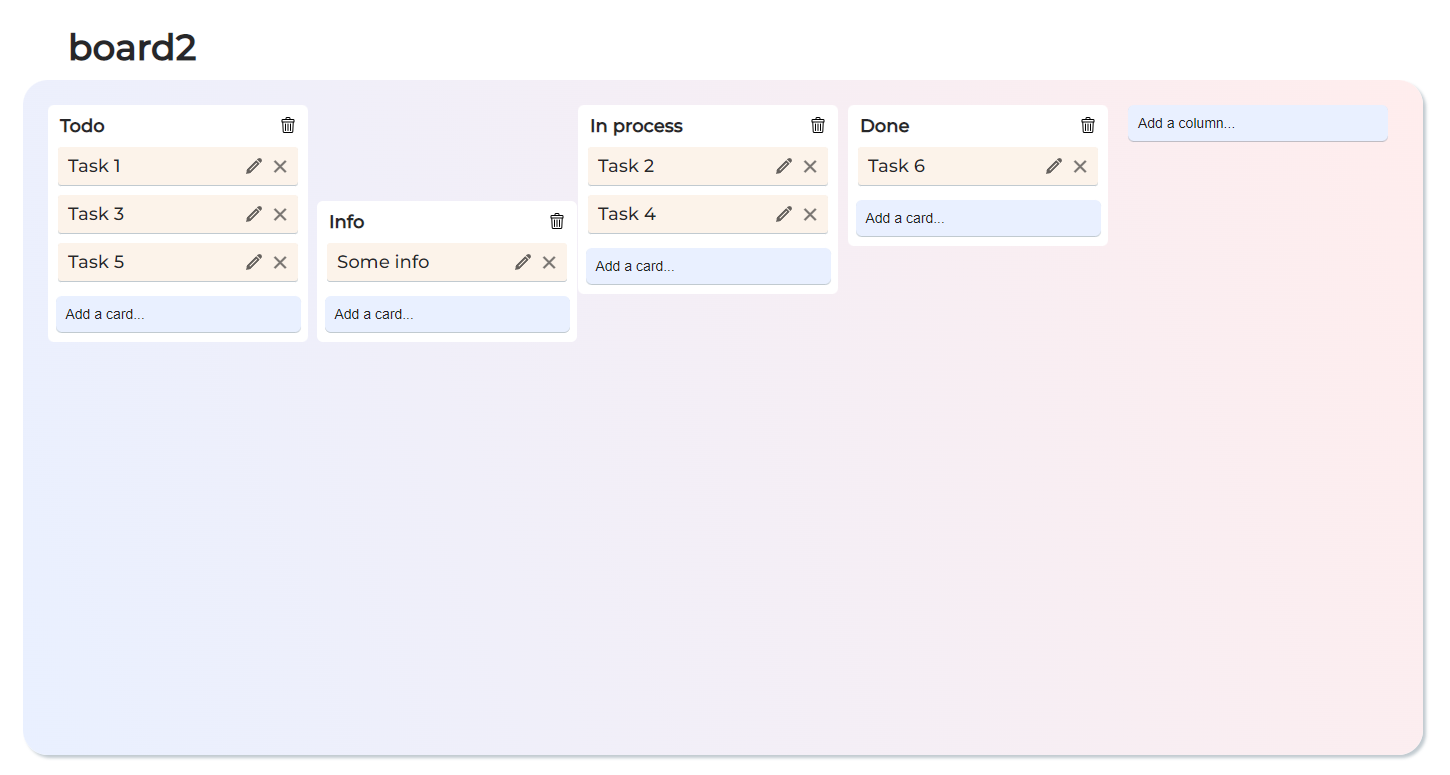 board2
Todo
Task 1
Task 3
Task 5
Add a card...
Info
Some info
Add a card...
In process
Task 2
Task 4
Add a card...
Done
Task 6
Add a card...
Add a column...